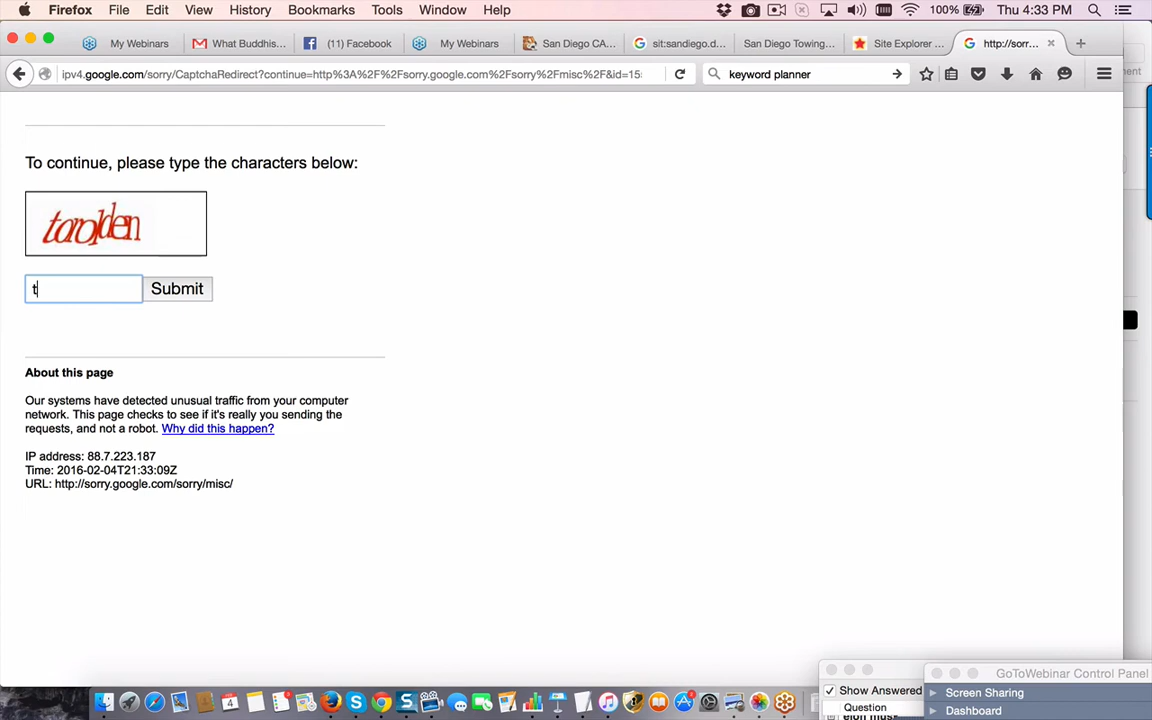 Firefox File Edit View History Bookmarks Tools Window Help 100% Thu 4:33 PM
My Webinars What Buddhis... (11) Facebook My Webinars San Diego CA... sit:sandiego.d... San Diego Towing... Site Explorer ... http://sorr...
ipv4.google.com/sorry/CaptchaRedirect?continue=http%3A%2F%2Fsorry.google.com%2Fsorry%2Fmisc%2F&id=15 keyword planner
To continue, please type the characters below:
t
Submit
About this page
Our systems have detected unusual traffic from your computer
network. This page checks to see if it's really you sending the
requests, and not a robot. Why did this happen?
IP address: 88.7.223.187
Time: 2016-02-04T21:33:09Z
URL: http://sorry.google.com/sorry/misc/
GoToWebinar Control Panel
Show Answered
Screen Sharing
Question
Dashboard